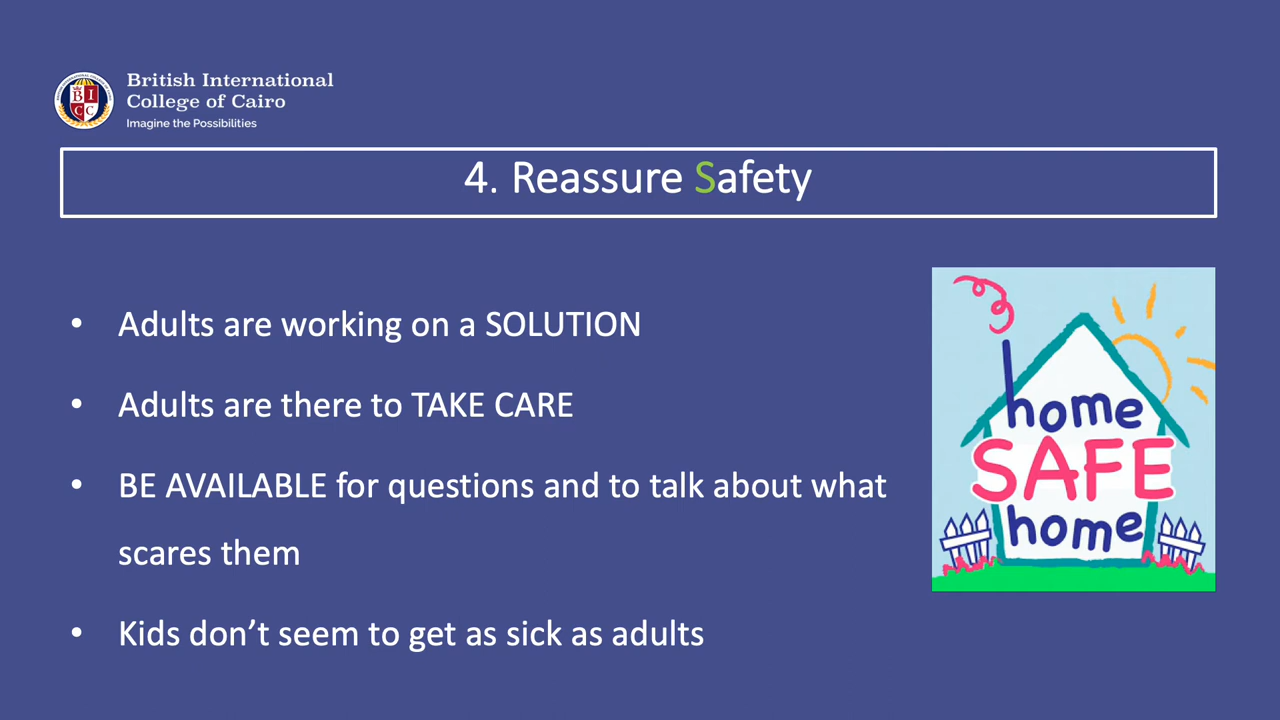 British International
College of Cairo
Imagine the Possibilities
4. Reassure Safety
• Adults are working on a SOLUTION
• Adults are there to TAKE CARE
• BE AVAILABLE for questions and to talk about what
scares them
• Kids don’t seem to get as sick as adults
home
SAFE
home
B I
C C